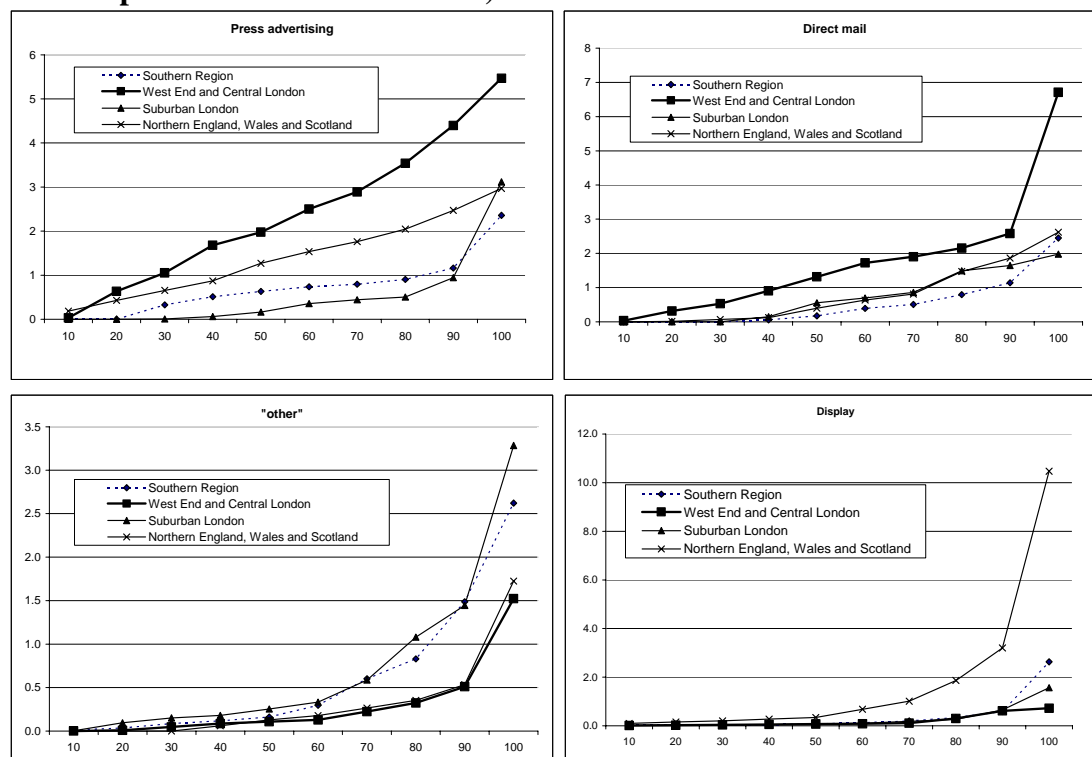 Press advertising
6
5
4
3
2
1
0
Southern Region
West End and Central London
Suburban London
Northern England, Wales and Scotland
10 20 30 40 50 60 70 80 90 100
Direct mail
8
7
6
5
4
3
2
1
0
Southern Region
West End and Central London
Suburban London
Northern England, Wales and Scotland
10 20 30 40 50 60 70 80 90 100
"other"
3.5
3.0
2.5
2.0
1.5
1.0
0.5
0.0
Southern Region
West End and Central London
Suburban London
Northern England, Wales and Scotland
10 20 30 40 50 60 70 80 90 100
Display
12.0
10.0
8.0
6.0
4.0
2.0
0.0
Southern Region
West End and Central London
Suburban London
Northern England, Wales and Scotland
10 20 30 40 50 60 70 80 90 100